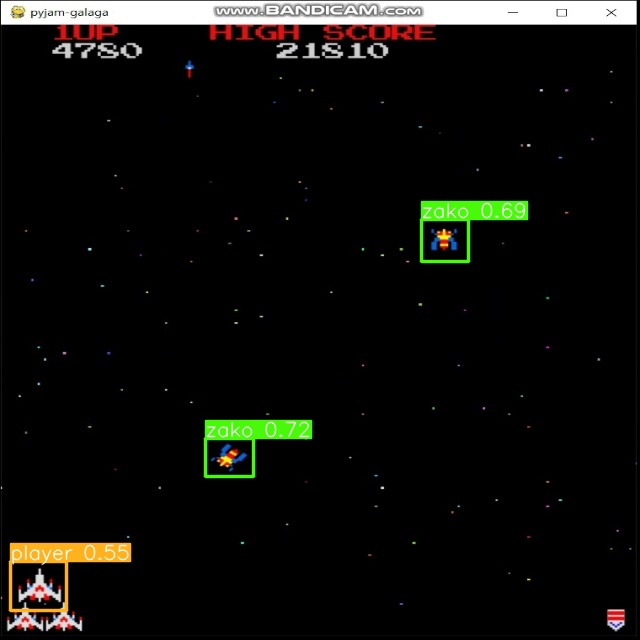 pyjam-galaga
www.BANDICAM.com
1UP HIGH SCORE
4780 21810
zako 0.69
zako 0.72
player 0.55